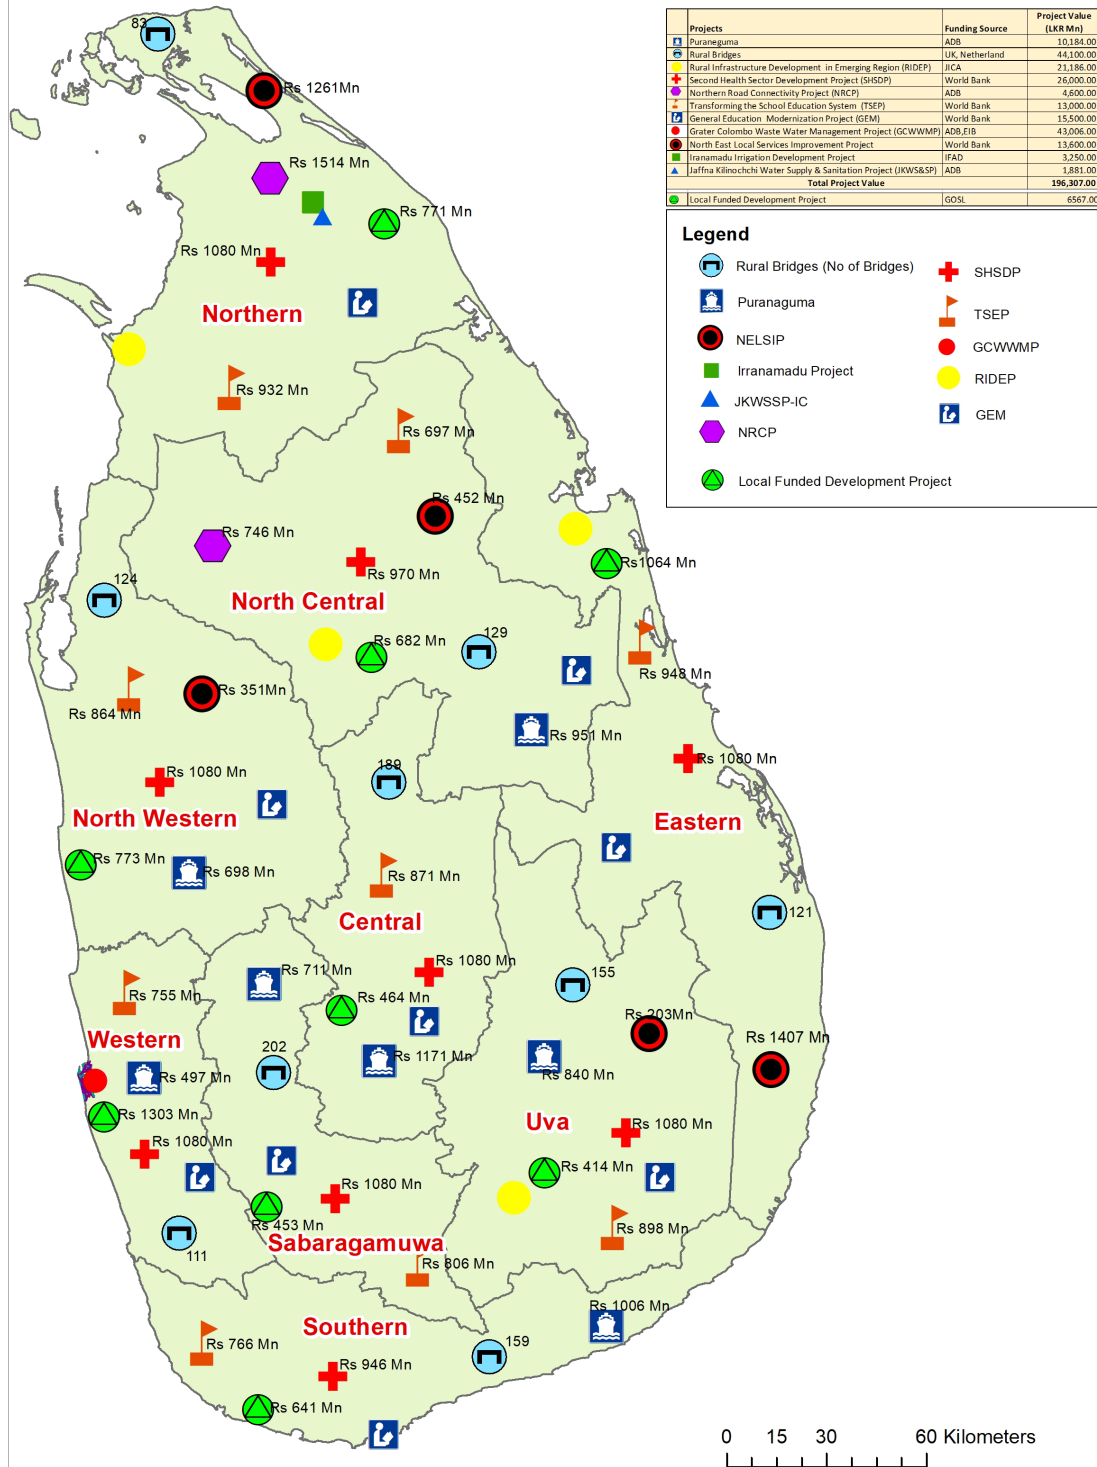 Projects Funding Source Project Value (LKR Mn)
Puraneguma ADB 10,184.00
Rural Bridges UK, Netherland 44,100.00
Rural Infrastructure Development in Emerging Region (RIDEP) JICA 21,186.00
Second Health Sector Development Project (SHSDP) World Bank 26,000.00
Northern Road Connectivity Project (NRCP) ADB 4,600.00
Transforming the School Education System (TSEP) World Bank 13,000.00
General Education Modernization Project (GEM) World Bank 15,500.00
Grater Colombo Waste Water Management Project (GCWWMP) ADB,EIB 43,006.00
North East Local Services Improvement Project World Bank 13,600.00
Iranamadu Irrigation Development Project IFAD 3,250.00
Jaffna Kilinochchi Water Supply & Sanitation Project (JKWS&SP) ADB 1,881.00
Total Project Value 196,307.00
Local Funded Development Project GOSL 6567.00
Legend
Rural Bridges (No of Bridges)
Puranaguma
NELSIP
Irranamadu Project
JKWSSP-IC
NRCP
Local Funded Development Project
SHSDP
TSEP
GCWWMP
RIDEP
GEM
83
Rs 1261Mn
Rs 1514 Mn
Rs 771 Mn
Rs 1080 Mn
Northern
Rs 932 Mn
Rs 697 Mn
Rs 452 Mn
Rs 746 Mn
Rs1064 Mn
Rs 970 Mn
124
North Central
129
Rs 682 Mn
Rs 948 Mn
Rs 351Mn
Rs 864 Mn
Rs 951 Mn
Rs 1080 Mn
189
Rs 1080 Mn
North Western
Eastern
Rs 773 Mn
Rs 698 Mn
Rs 871 Mn
121
Central
Rs 1080 Mn
Rs 711 Mn
155
Rs 755 Mn
Rs 464 Mn
Rs 203Mn
Western
Rs 1407 Mn
202
Rs 1171 Mn
Rs 840 Mn
Rs 497 Mn
Rs 1303 Mn
Uva
Rs 1080 Mn
Rs 1080 Mn
Rs 414 Mn
Rs 1080 Mn
Rs 453 Mn
Rs 898 Mn
Sabaragamuwa
111
Rs 806 Mn
Rs 1006 Mn
Southern
Rs 766 Mn
159
Rs 946 Mn
Rs 641 Mn
0 15 30 60 Kilometers